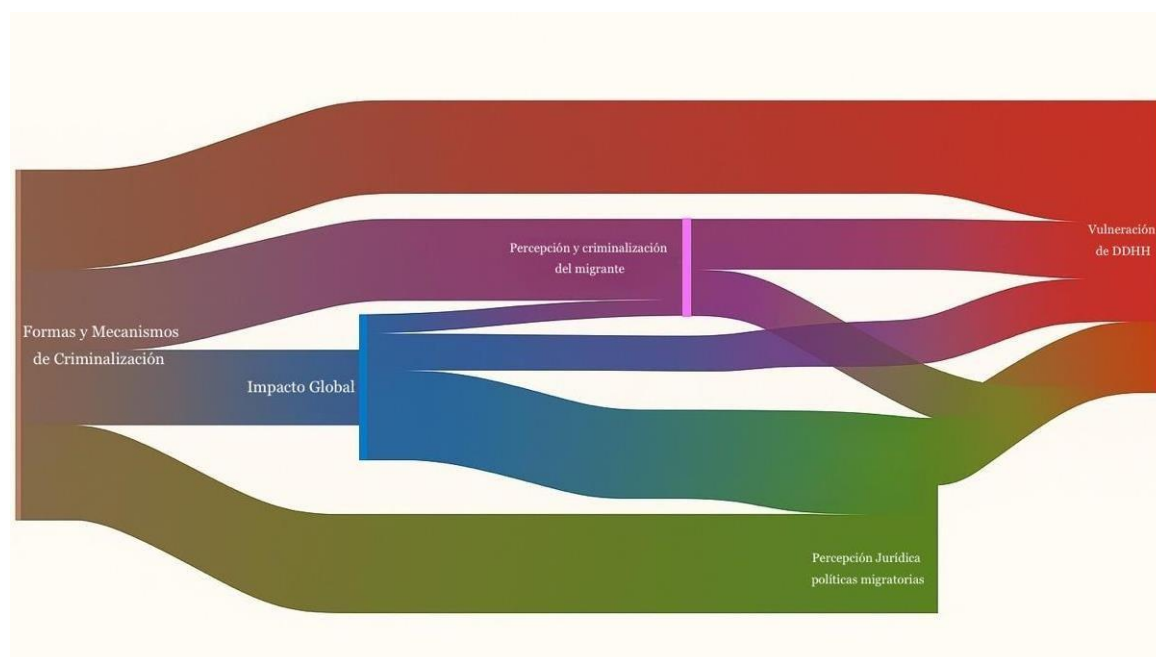 Percepción y criminalización
del migrante
Vulneración
de DDHH
Formas y Mecanismos
de Criminalización
Impacto Global
Percepción Jurídica
políticas migratorias